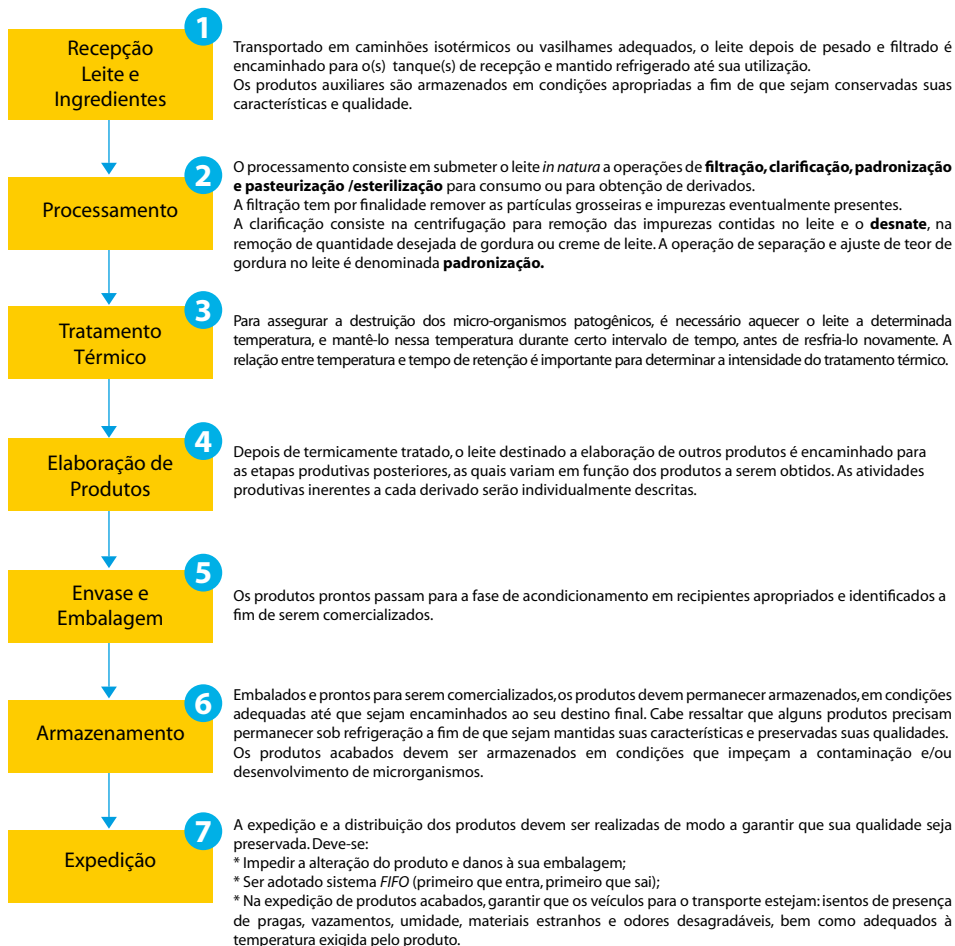 1
Recepção
Leite e
Ingredientes
Transportado em caminhões isotérmicos ou vasilhames adequados, o leite depois de pesado e filtrado é
encaminhado para o(s) tanque(s) de recepção e mantido refrigerado até sua utilização.
Os produtos auxiliares são armazenados em condições apropriadas a fim de que sejam conservadas suas
características e qualidade.
2
Processamento
O processamento consiste em submeter o leite in natura a operações de filtração, clarificação, padronização
e pasteurização /esterilização para consumo ou para obtenção de derivados.
A filtração tem por finalidade remover as partículas grosseiras e impurezas eventualmente presentes.
A clarificação consiste na centrifugação para remoção das impurezas contidas no leite e o desnate, na
remoção de quantidade desejada de gordura ou creme de leite. A operação de separação e ajuste de teor de
gordura no leite é denominada padronização.
3
Tratamento
Térmico
Para assegurar a destruição dos micro-organismos patogênicos, é necessário aquecer o leite a determinada
temperatura, e mantê-lo nessa temperatura durante certo intervalo de tempo, antes de resfria-lo novamente. A
relação entre temperatura e tempo de retenção é importante para determinar a intensidade do tratamento térmico.
4
Elaboração de
Produtos
Depois de termicamente tratado, o leite destinado a elaboração de outros produtos é encaminhado para
as etapas produtivas posteriores, as quais variam em função dos produtos a serem obtidos. As atividades
produtivas inerentes a cada derivado serão individualmente descritas.
5
Envase e
Embalagem
Os produtos prontos passam para a fase de acondicionamento em recipientes apropriados e identificados a
fim de serem comercializados.
6
Armazenamento
Embalados e prontos para serem comercializados, os produtos devem permanecer armazenados, em condições
adequadas até que sejam encaminhados ao seu destino final. Cabe ressaltar que alguns produtos precisam
permanecer sob refrigeração a fim de que sejam mantidas suas características e preservadas suas qualidades.
Os produtos acabados devem ser armazenados em condições que impeçam a contaminação e/ou
desenvolvimento de microrganismos.
7
Expedição
A expedição e a distribuição dos produtos devem ser realizadas de modo a garantir que sua qualidade seja
preservada. Deve-se:
* Impedir a alteração do produto e danos à sua embalagem;
* Ser adotado sistema FIFO (primeiro que entra, primeiro que sai);
* Na expedição de produtos acabados, garantir que os veículos para o transporte estejam: isentos de presença
de pragas, vazamentos, umidade, materiais estranhos e odores desagradáveis, bem como adequados à
temperatura exigida pelo produto.